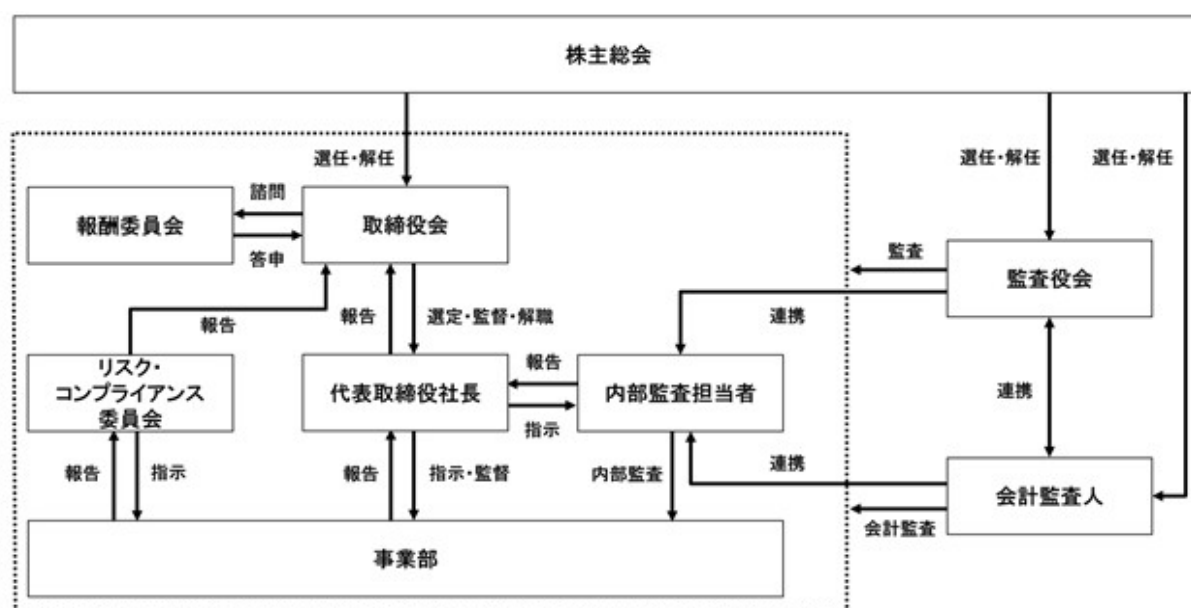 株主総会
選任・解任
選任・解任
選任・解任
諮問
報酬委員会
取締役会
答申
監査
監査役会
報告
報告
選定・監督・解職
連携
リスク・
コンプライアンス
委員会
代表取締役社長
報告
指示
内部監査担当者
連携
報告
指示
報告
指示・監督
内部監査
連携
会計監査人
会計監査
事業部